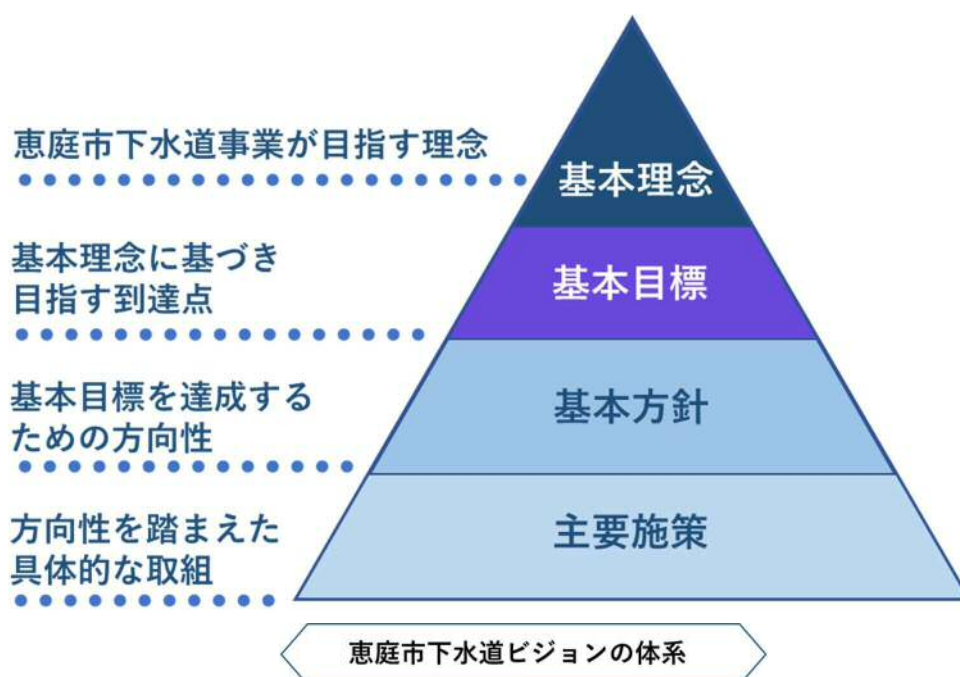 恵庭市下水道事業が目指す理念
基本理念
基本理念に基づき
目指す到達点
基本目標
基本目標を達成する
ための方向性
基本方針
方向性を踏まえた
具体的な取組
主要施策
恵庭市下水道ビジョンの体系